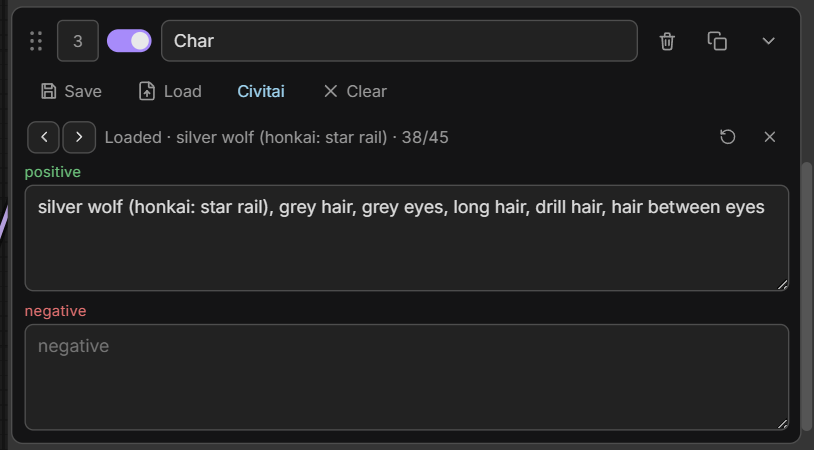 3 Char
Save Load Civitai Clear
Loaded · silver wolf (honkai: star rail) · 38/45
positive
silver wolf (honkai: star rail), grey hair, grey eyes, long hair, drill hair, hair between eyes
negative
negative